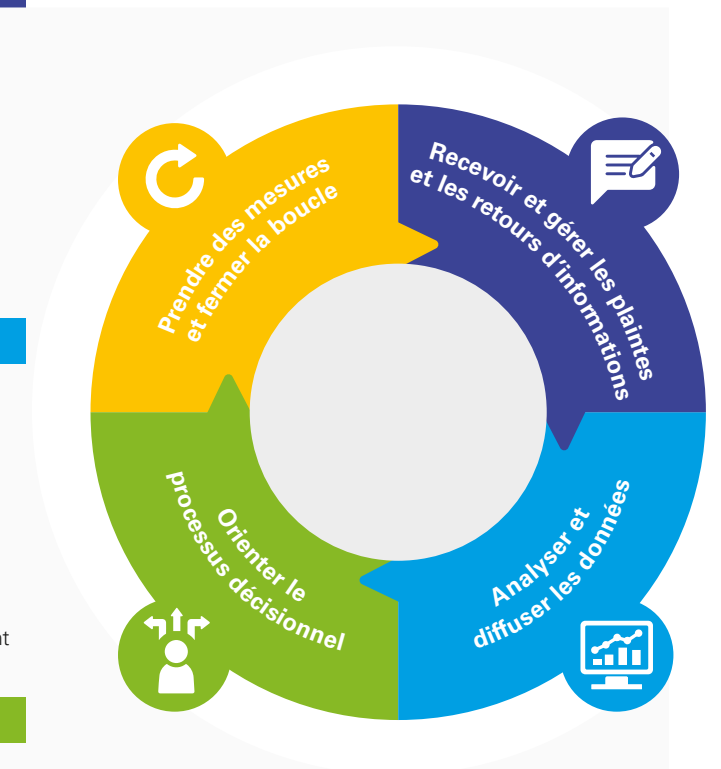 Prendre des mesures
et fermer la boucle
Recevoir et gérer les plaintes
et les retours d'informations
Orienter le
processus décisionnel
Analyser et
diffuser les données